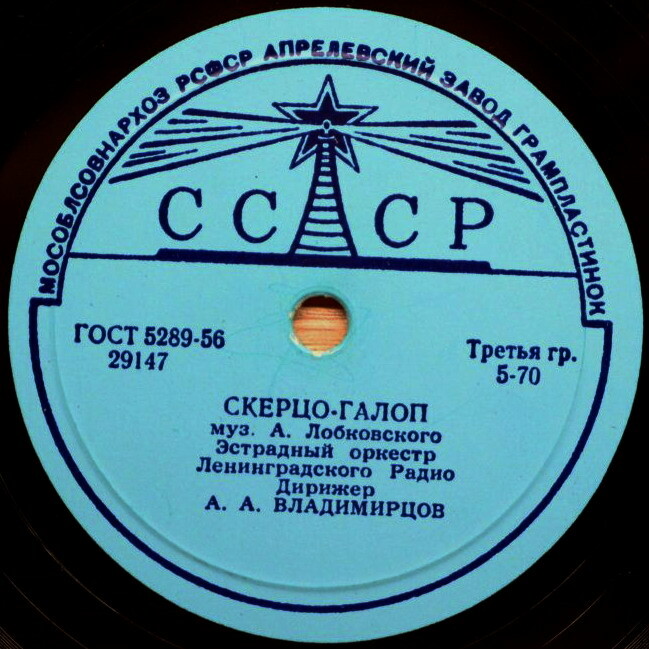 МОСОБЛСОВНАРХОЗ РСФСР АПРЕЛЕВСКИЙ ЗАВОД ГРАМПЛАСТИНОК
СССР
ГОСТ 5289-56
29147
Третья гр.
5-70
СКЕРЦО-ГАЛОП
муз. А. Лобковского
Эстрадный оркестр
Ленинградского Радио
Дирижер
А. А. ВЛАДИМИРЦОВ